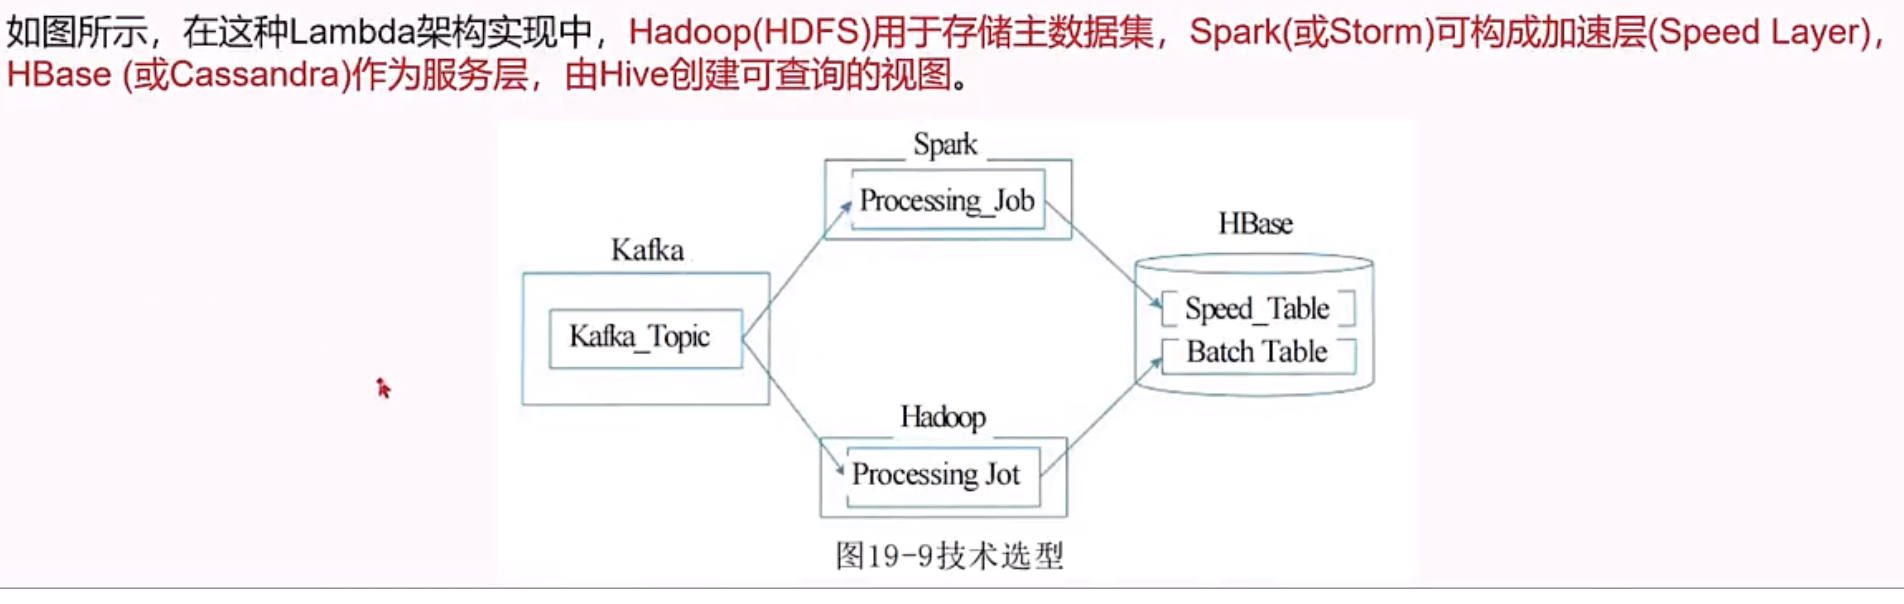 如图所示，在这种Lambda架构实现中，Hadoop(HDFS)用于存储主数据集，Spark(或Storm)可构成加速层(Speed Layer)，
HBase (或Cassandra)作为服务层，由Hive创建可查询的视图。
Spark
Processing_Job
HBase
Kafka
Speed_Table
Kafka_Topic
Batch Table
Hadoop
Processing Jot
图19-9技术选型